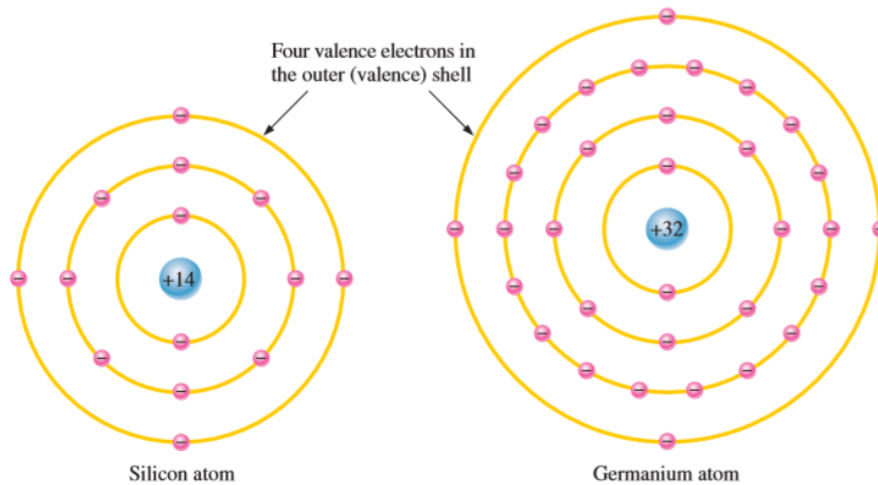 Four valence electrons in
the outer (valence) shell
+14
+32
Silicon atom
Germanium atom